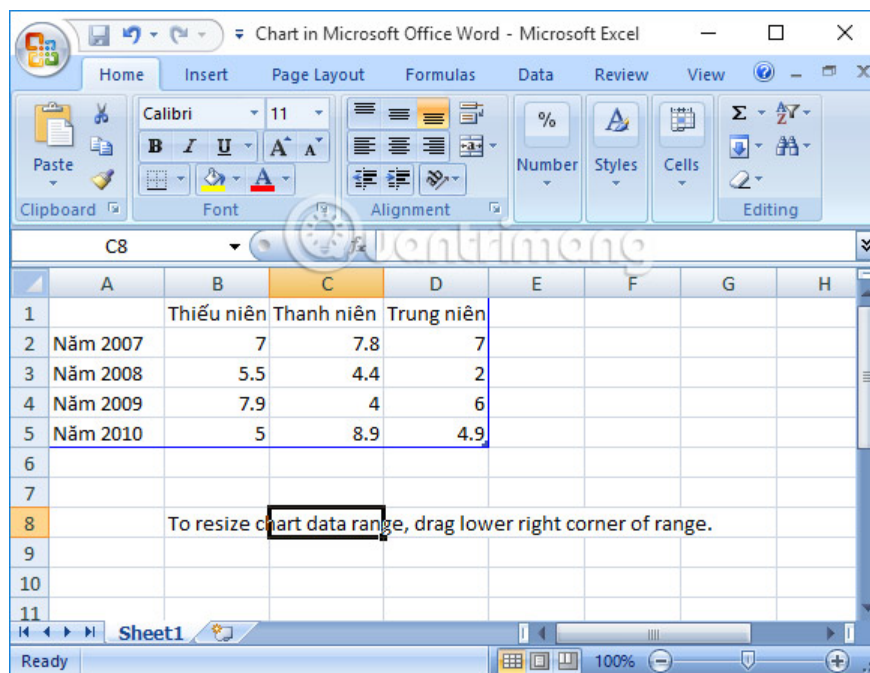 Chart in Microsoft Office Word - Microsoft Excel
Home Insert Page Layout Formulas Data Review View
Calibri 11
Paste Number Styles Cells
Clipboard Font Alignment Editing
C8 fx
uantrimang
A B C D E F G H
1 Thiếu niên Thanh niên Trung niên
2 Năm 2007 7 7.8 7
3 Năm 2008 5.5 4.4 2
4 Năm 2009 7.9 4 6
5 Năm 2010 5 8.9 4.9
6
7
8 To resize chart data range, drag lower right corner of range.
9
10
11
Sheet1
Ready 100%